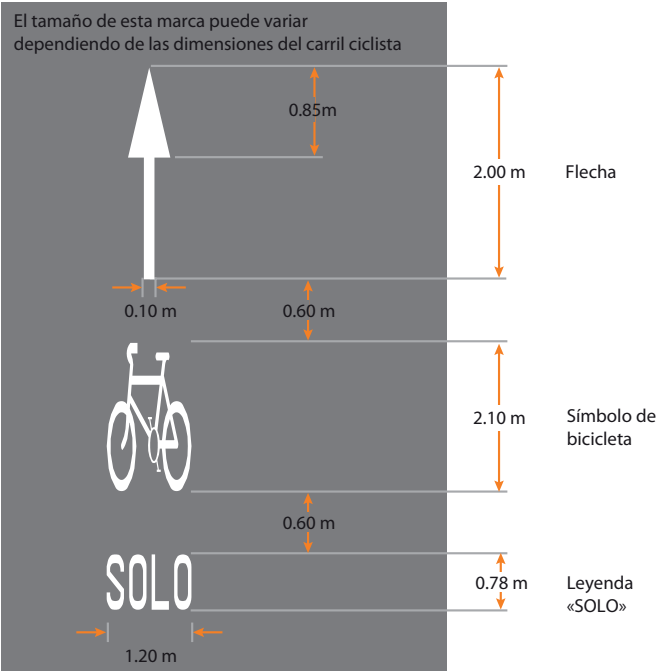 El tamaño de esta marca puede variar
dependiendo de las dimensiones del carril ciclista
0.85m
2.00 m
Flecha
0.10 m
0.60 m
2.10 m
Símbolo de
bicicleta
0.60 m
SOLO
0.78 m
Leyenda
«SOLO»
1.20 m